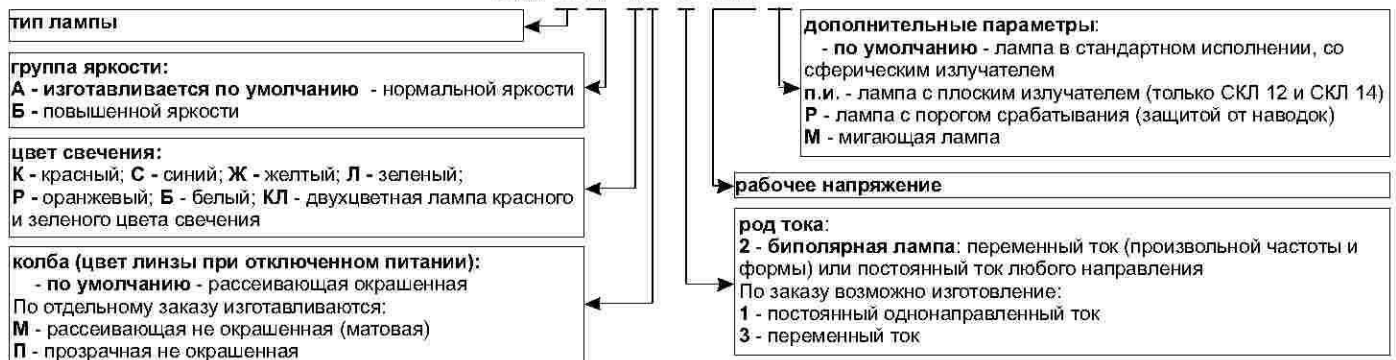 тип лампы
группа яркости:
А - изготавливается по умолчанию - нормальной яркости
Б - повышенной яркости
цвет свечения:
К - красный; С - синий; Ж - желтый; Л - зеленый;
Р - оранжевый; Б - белый; КЛ - двухцветная лампа красного
и зеленого цвета свечения
колба (цвет линзы при отключенном питании):
- по умолчанию - рассеивающая окрашенная
По отдельному заказу изготавливаются:
М - рассеивающая не окрашенная (матовая)
П - прозрачная не окрашенная
дополнительные параметры:
- по умолчанию - лампа в стандартном исполнении, со
сферическим излучателем
п.и. - лампа с плоским излучателем (только СКЛ 12 и СКЛ 14)
Р - лампа с порогом срабатывания (защитой от наводок)
М - мигающая лампа
рабочее напряжение
род тока:
2 - биполярная лампа: переменный ток (произвольной частоты и
формы) или постоянный ток любого направления
По заказу возможно изготовление:
1 - постоянный однонаправленный ток
3 - переменный ток